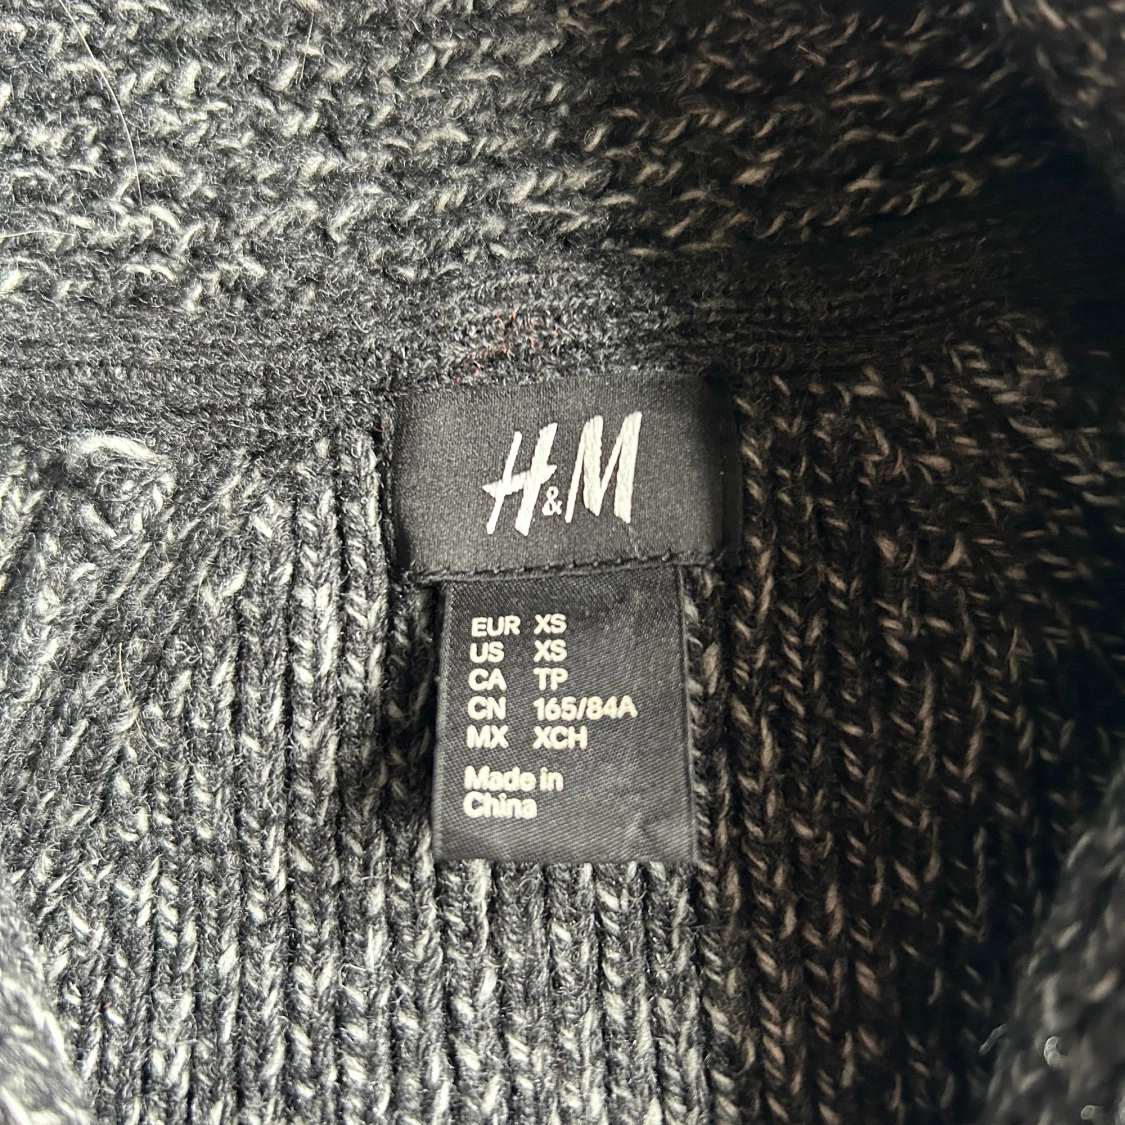 H&M
EUR XS
US XS
CA TP
CN 165/84A
MX XCH
Made in
China